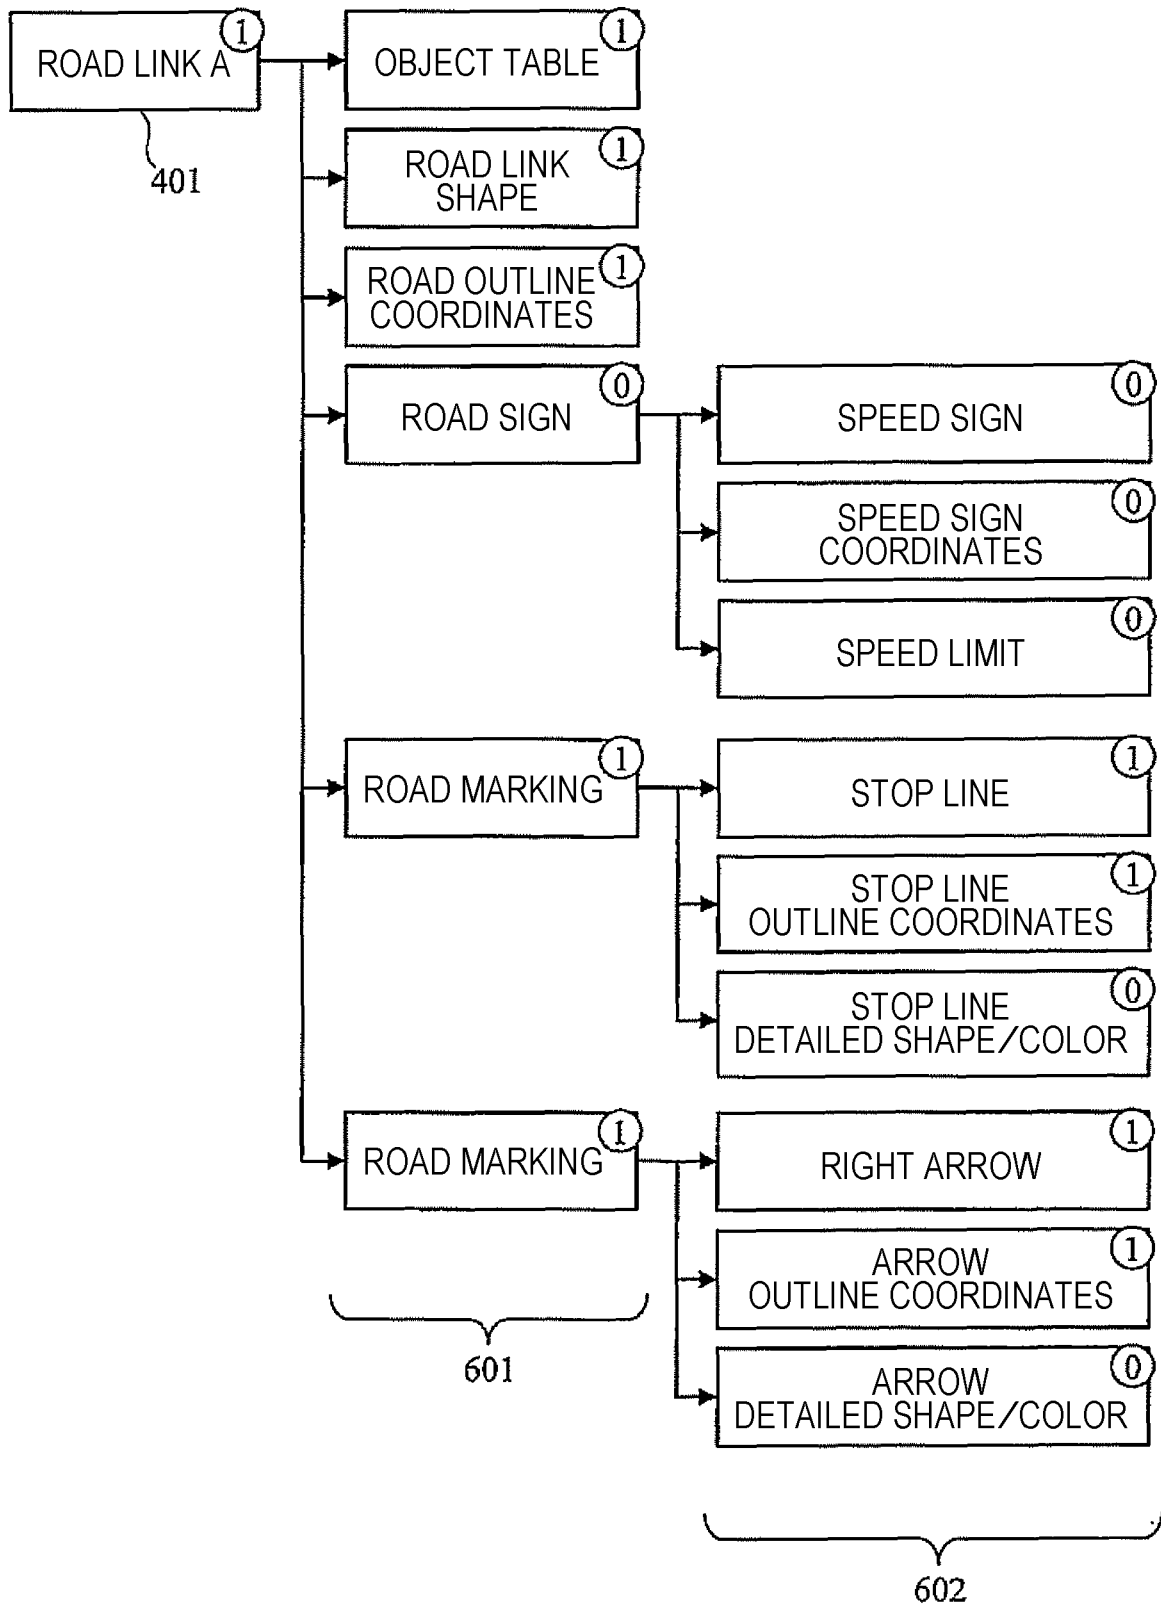 ROAD LINK A
1
401
OBJECT TABLE
1
ROAD LINK
SHAPE
1
ROAD OUTLINE
COORDINATES
1
ROAD SIGN
0
SPEED SIGN
0
SPEED SIGN
COORDINATES
0
SPEED LIMIT
0
ROAD MARKING
1
STOP LINE
1
STOP LINE
OUTLINE COORDINATES
1
STOP LINE
DETAILED SHAPE/COLOR
0
ROAD MARKING
1
RIGHT ARROW
1
ARROW
OUTLINE COORDINATES
1
ARROW
DETAILED SHAPE/COLOR
0
601
602